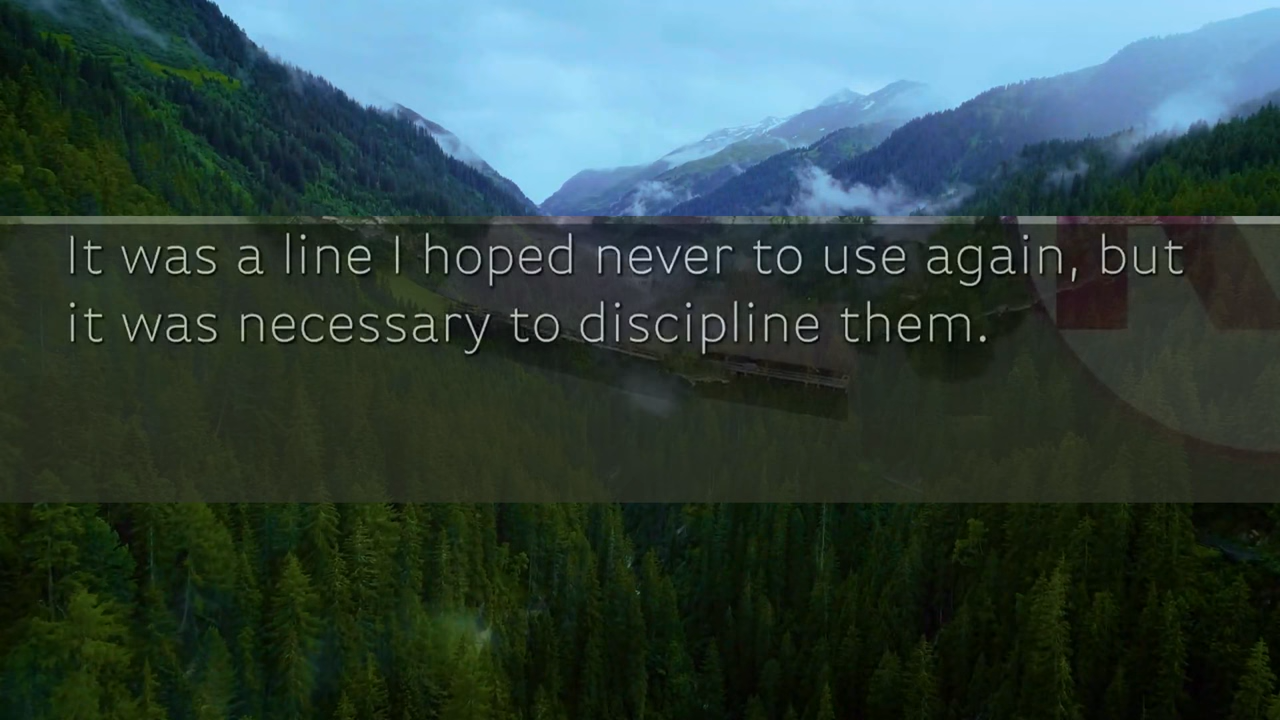 It was a line I hoped never to use again, but
it was necessary to discipline them.